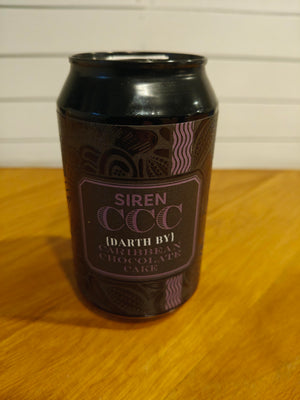 SIREN
CCC
{DARTH BY}
CARIBBEAN
CHOCOLATE
CAKE